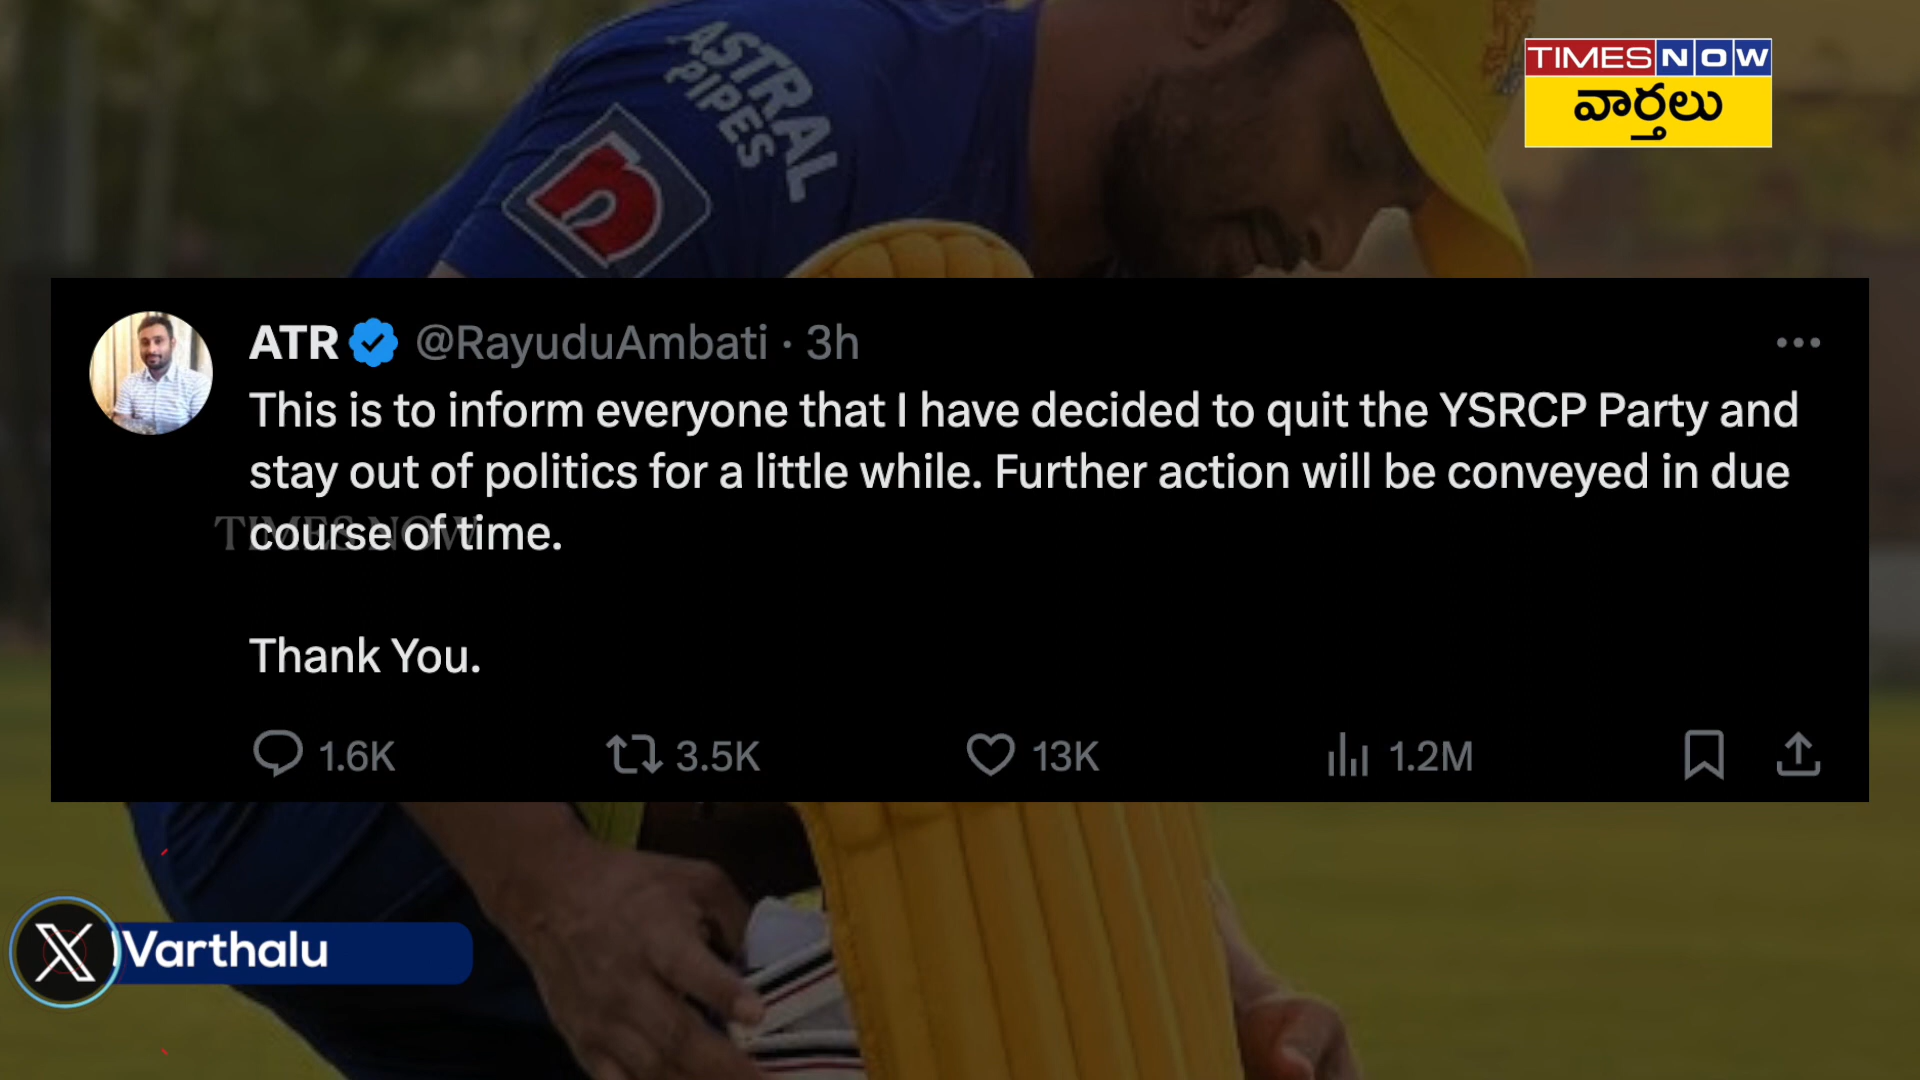 ASTRAL
PIPES
n
TIMES NOW
వార్తలు
ATR @RayuduAmbati · 3h
This is to inform everyone that I have decided to quit the YSRCP Party and
stay out of politics for a little while. Further action will be conveyed in due
course of time.
TIMES NOW
Thank You.
1.6K 3.5K 13K 1.2M
X Varthalu